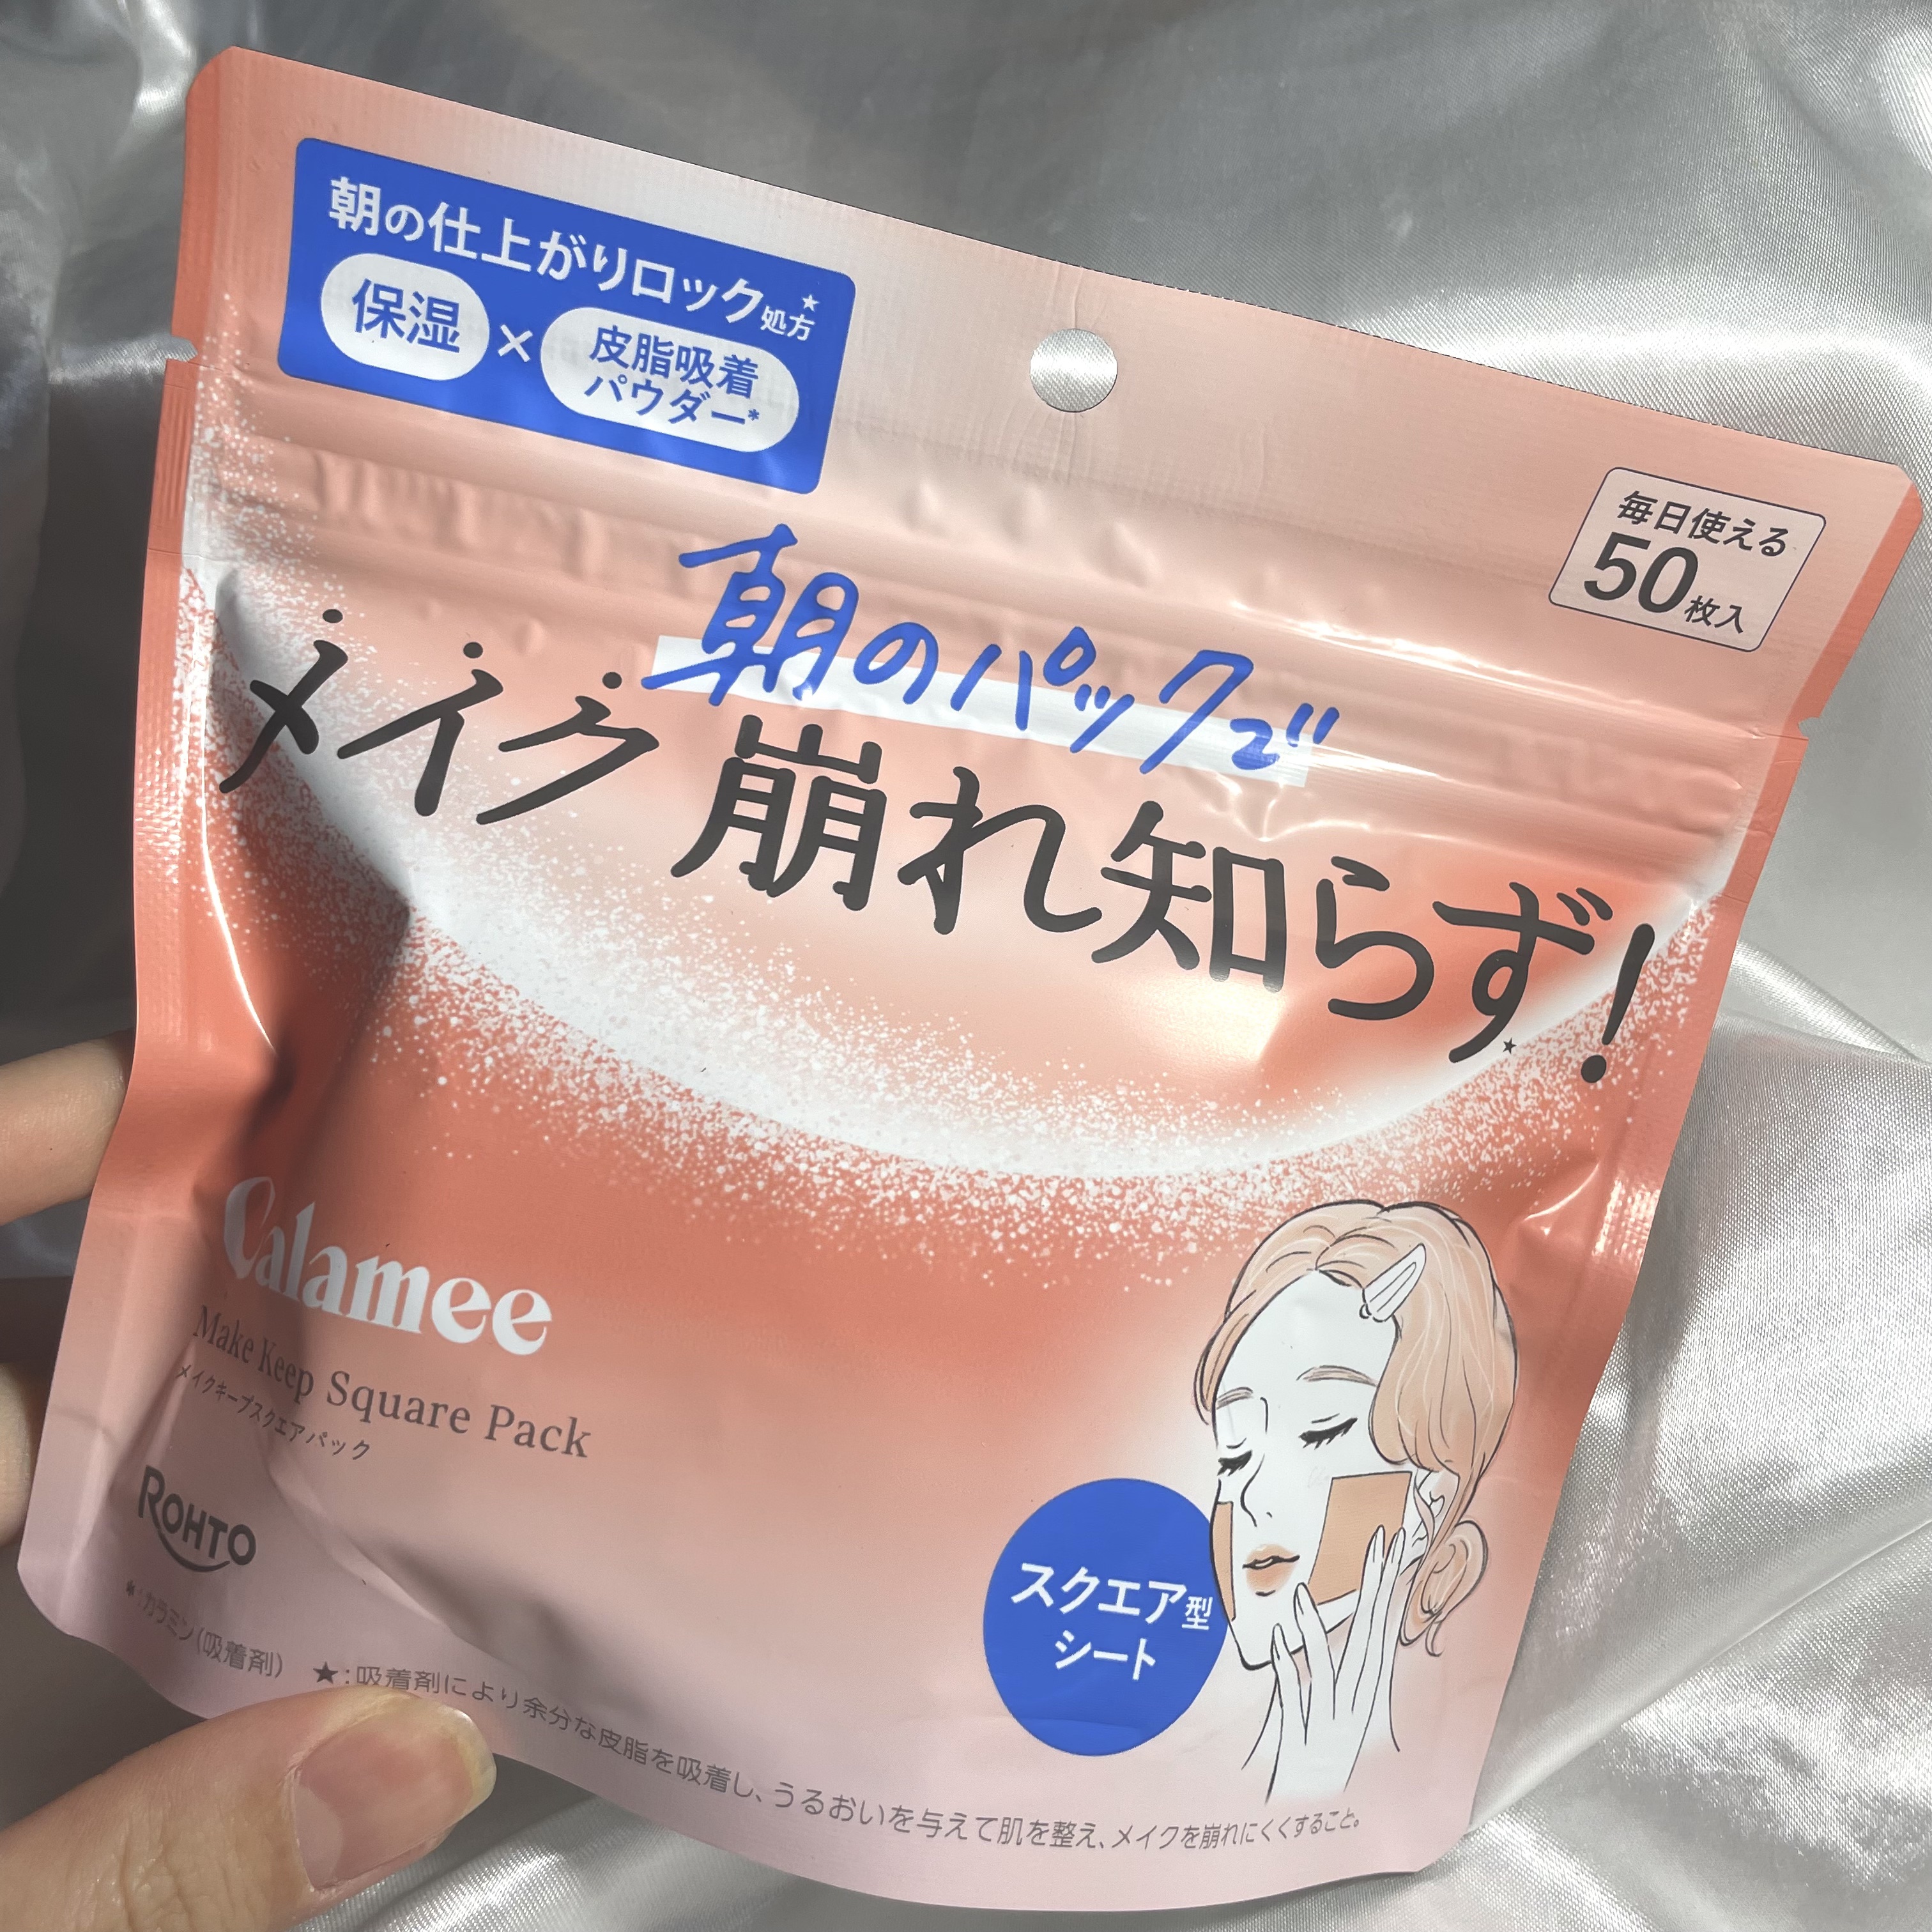 朝の仕上がりロック処方★
保湿×皮脂吸着パウダー*
毎日使える
50枚入
朝のパックで
メイク崩れ知らず!★
Calamee
Make Keep Square Pack
メイクキープスクエアパック
ROHTO
スクエア型
シート
*:カラミン(吸着剤) ★:吸着剤により余分な皮脂を吸着し、うるおいを与えて肌を整え、メイクを崩れにくくすること。